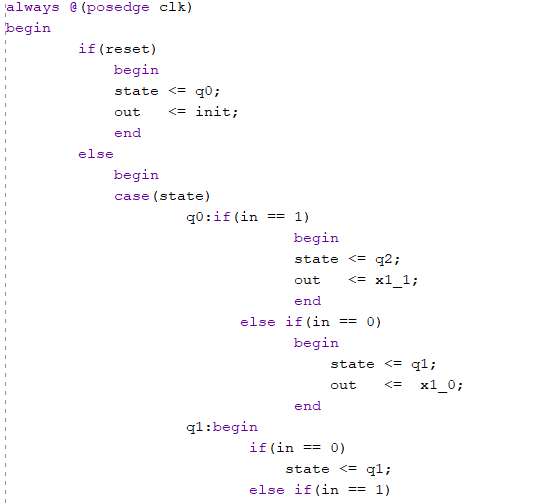 always @(posedge clk)
begin
if(reset)
begin
state <= q0;
out <= init;
end
else
begin
case(state)
q0:if(in == 1)
begin
state <= q2;
out <= x1_1;
end
else if(in == 0)
begin
state <= q1;
out <= x1_0;
end
q1:begin
if(in == 0)
state <= q1;
else if(in == 1)